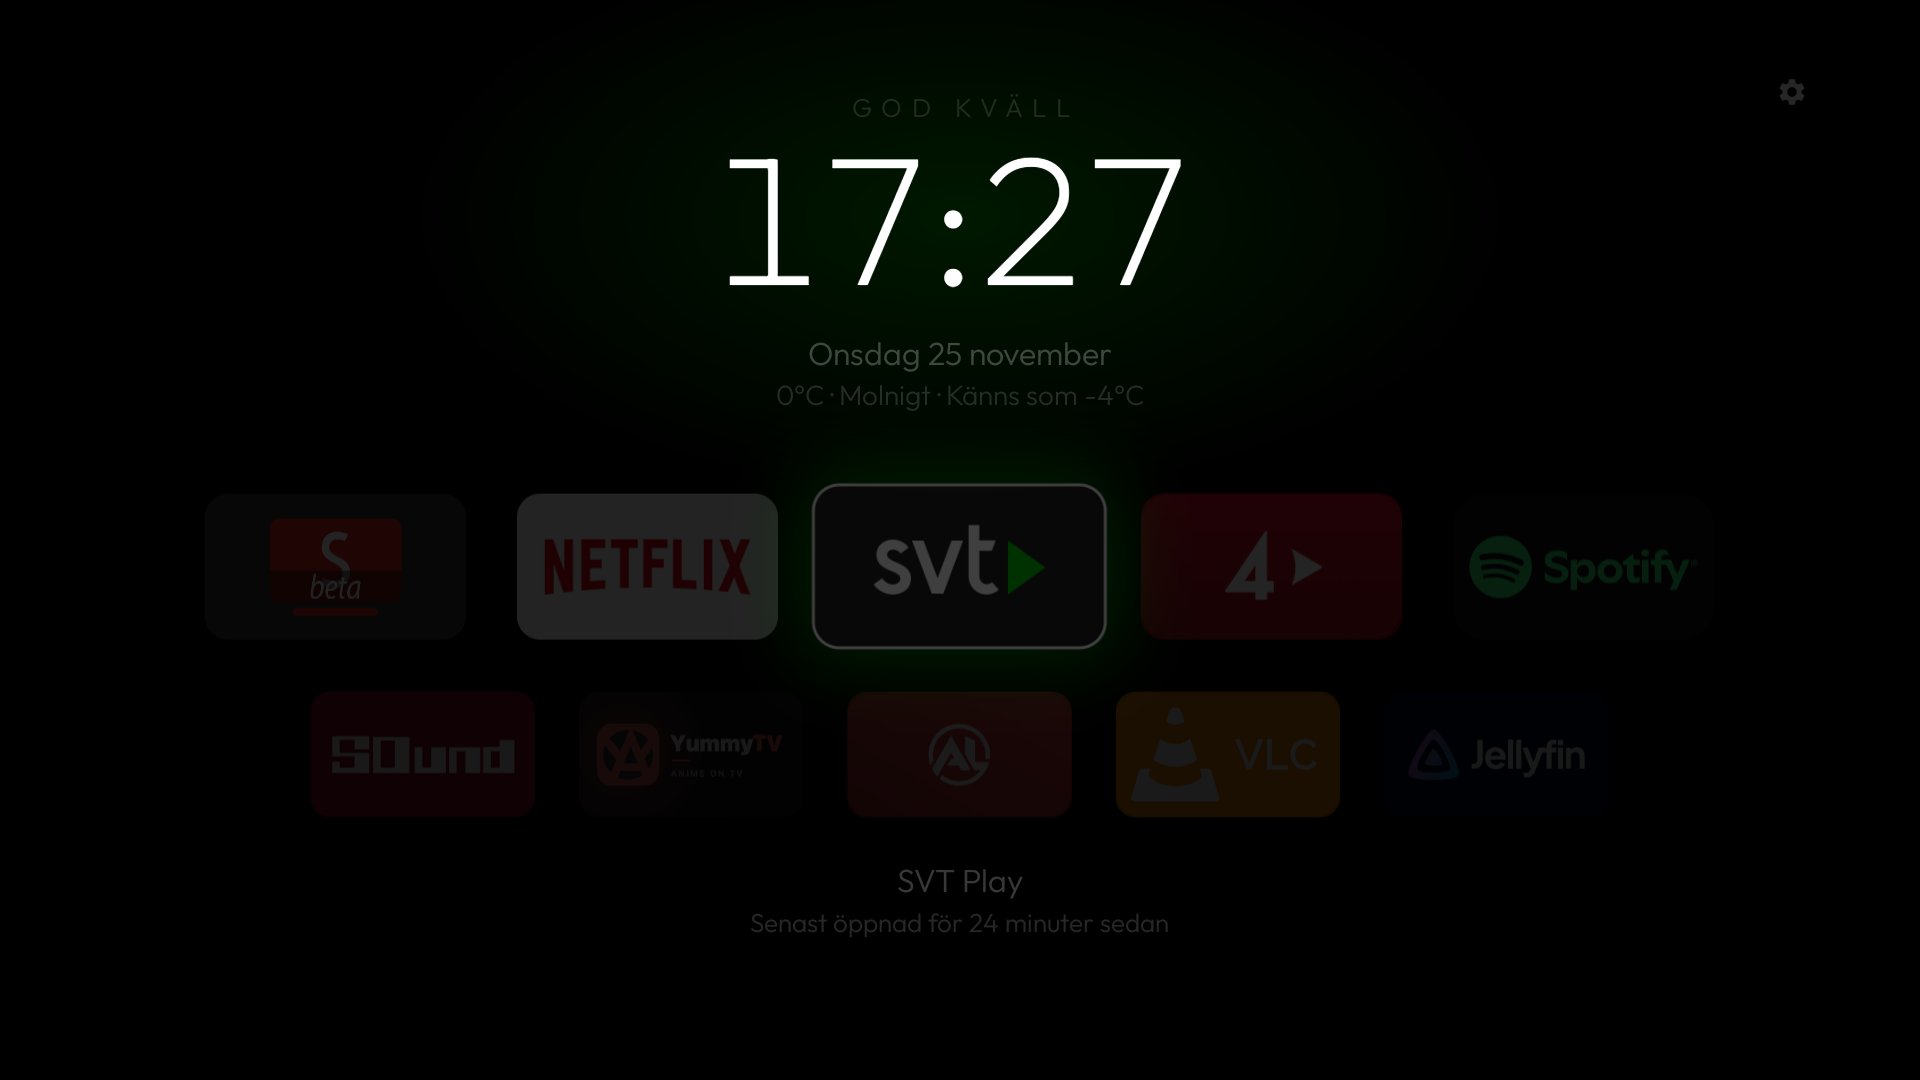 GOD KVÄLL
17:27
Onsdag 25 november
0°C · Molnigt · Känns som -4°C
S beta
NETFLIX
svt
4
Spotify
SOund
YummyTV
ANIME ON TV
AL
VLC
Jellyfin
SVT Play
Senast öppnad för 24 minuter sedan